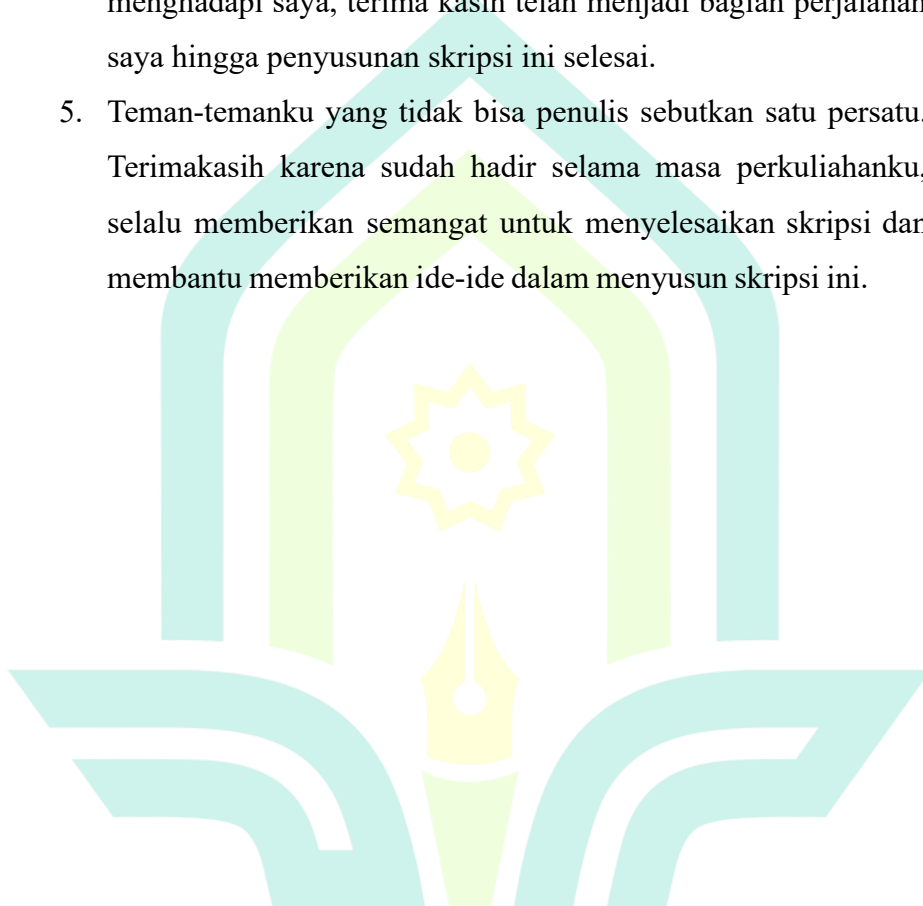 menghadapi saya, terima kasih telah menjadi bagian perjalanan
saya hingga penyusunan skripsi ini selesai.
5. Teman-temanku yang tidak bisa penulis sebutkan satu persatu.
Terimakasih karena sudah hadir selama masa perkuliahanku,
selalu memberikan semangat untuk menyelesaikan skripsi dan
membantu memberikan ide-ide dalam menyusun skripsi ini.